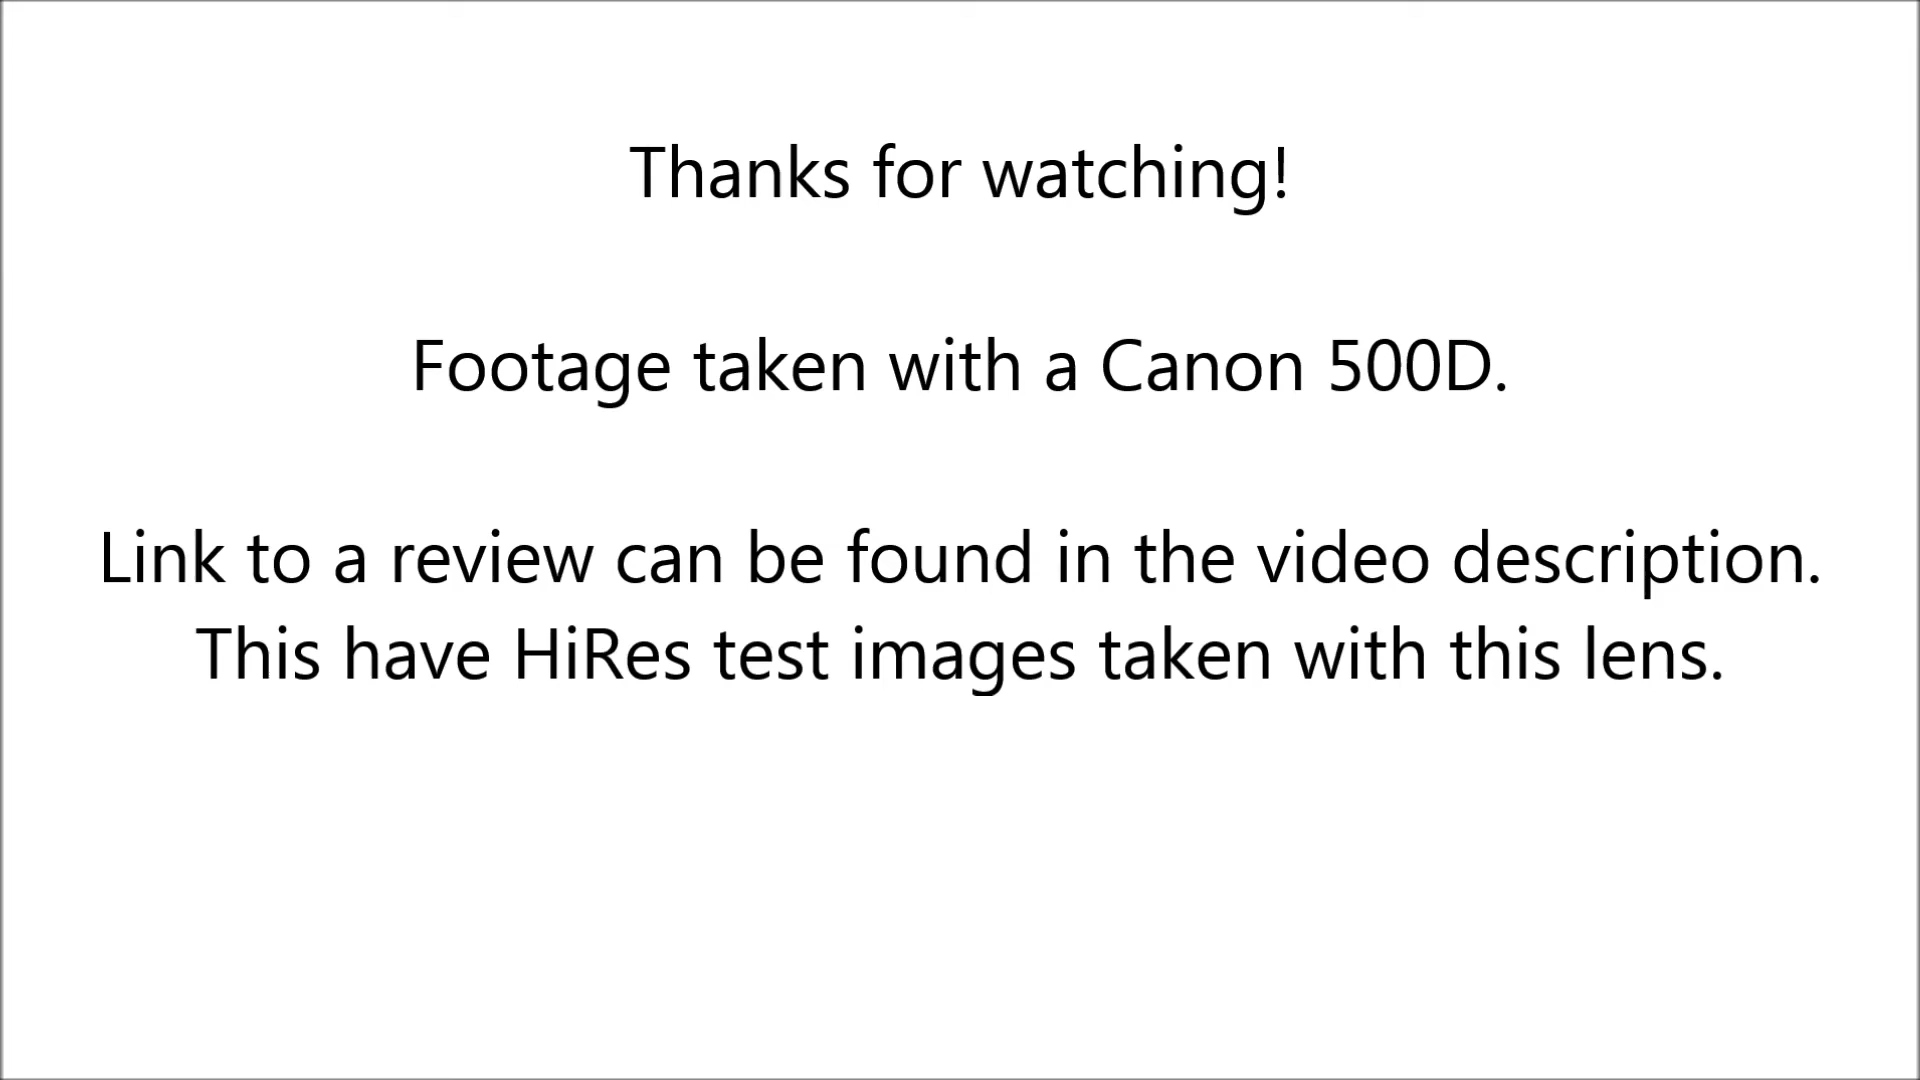 Thanks for watching!
Footage taken with a Canon 500D.
Link to a review can be found in the video description.
This have HiRes test images taken with this lens.